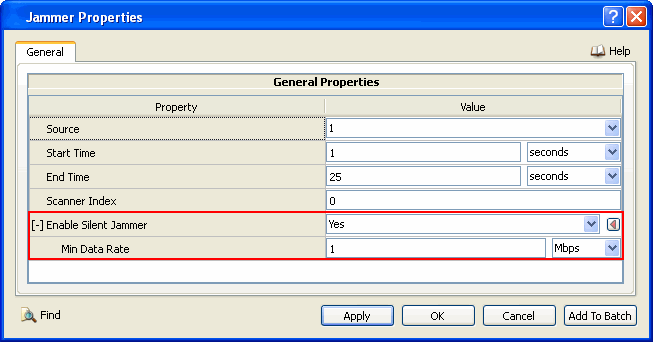 Jammer Properties
General
Help
General Properties
Property Value
Source 1
Start Time 1 seconds
End Time 25 seconds
Scanner Index 0
[-] Enable Silent Jammer Yes
Min Data Rate 1 Mbps
Find Apply OK Cancel Add To Batch